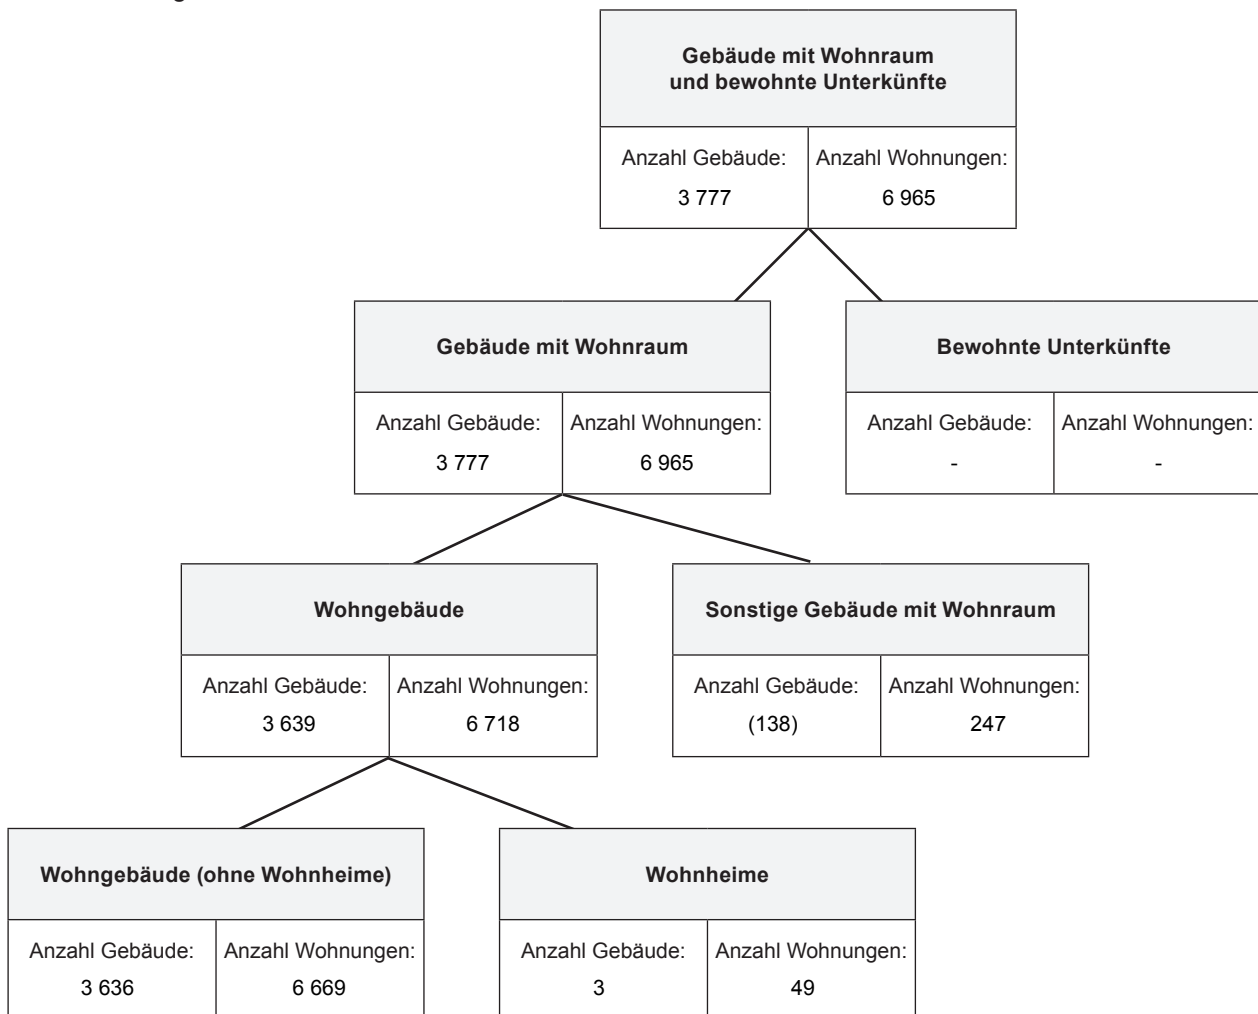 Gebäude mit Wohnraum
und bewohnte Unterkünfte
Anzahl Gebäude: Anzahl Wohnungen:
3 777 6 965
Gebäude mit Wohnraum Bewohnte Unterkünfte
Anzahl Gebäude: Anzahl Wohnungen: Anzahl Gebäude: Anzahl Wohnungen:
3 777 6 965 - -
Wohngebäude Sonstige Gebäude mit Wohnraum
Anzahl Gebäude: Anzahl Wohnungen: Anzahl Gebäude: Anzahl Wohnungen:
3 639 6 718 (138) 247
Wohngebäude (ohne Wohnheime) Wohnheime
Anzahl Gebäude: Anzahl Wohnungen: Anzahl Gebäude: Anzahl Wohnungen:
3 636 6 669 3 49